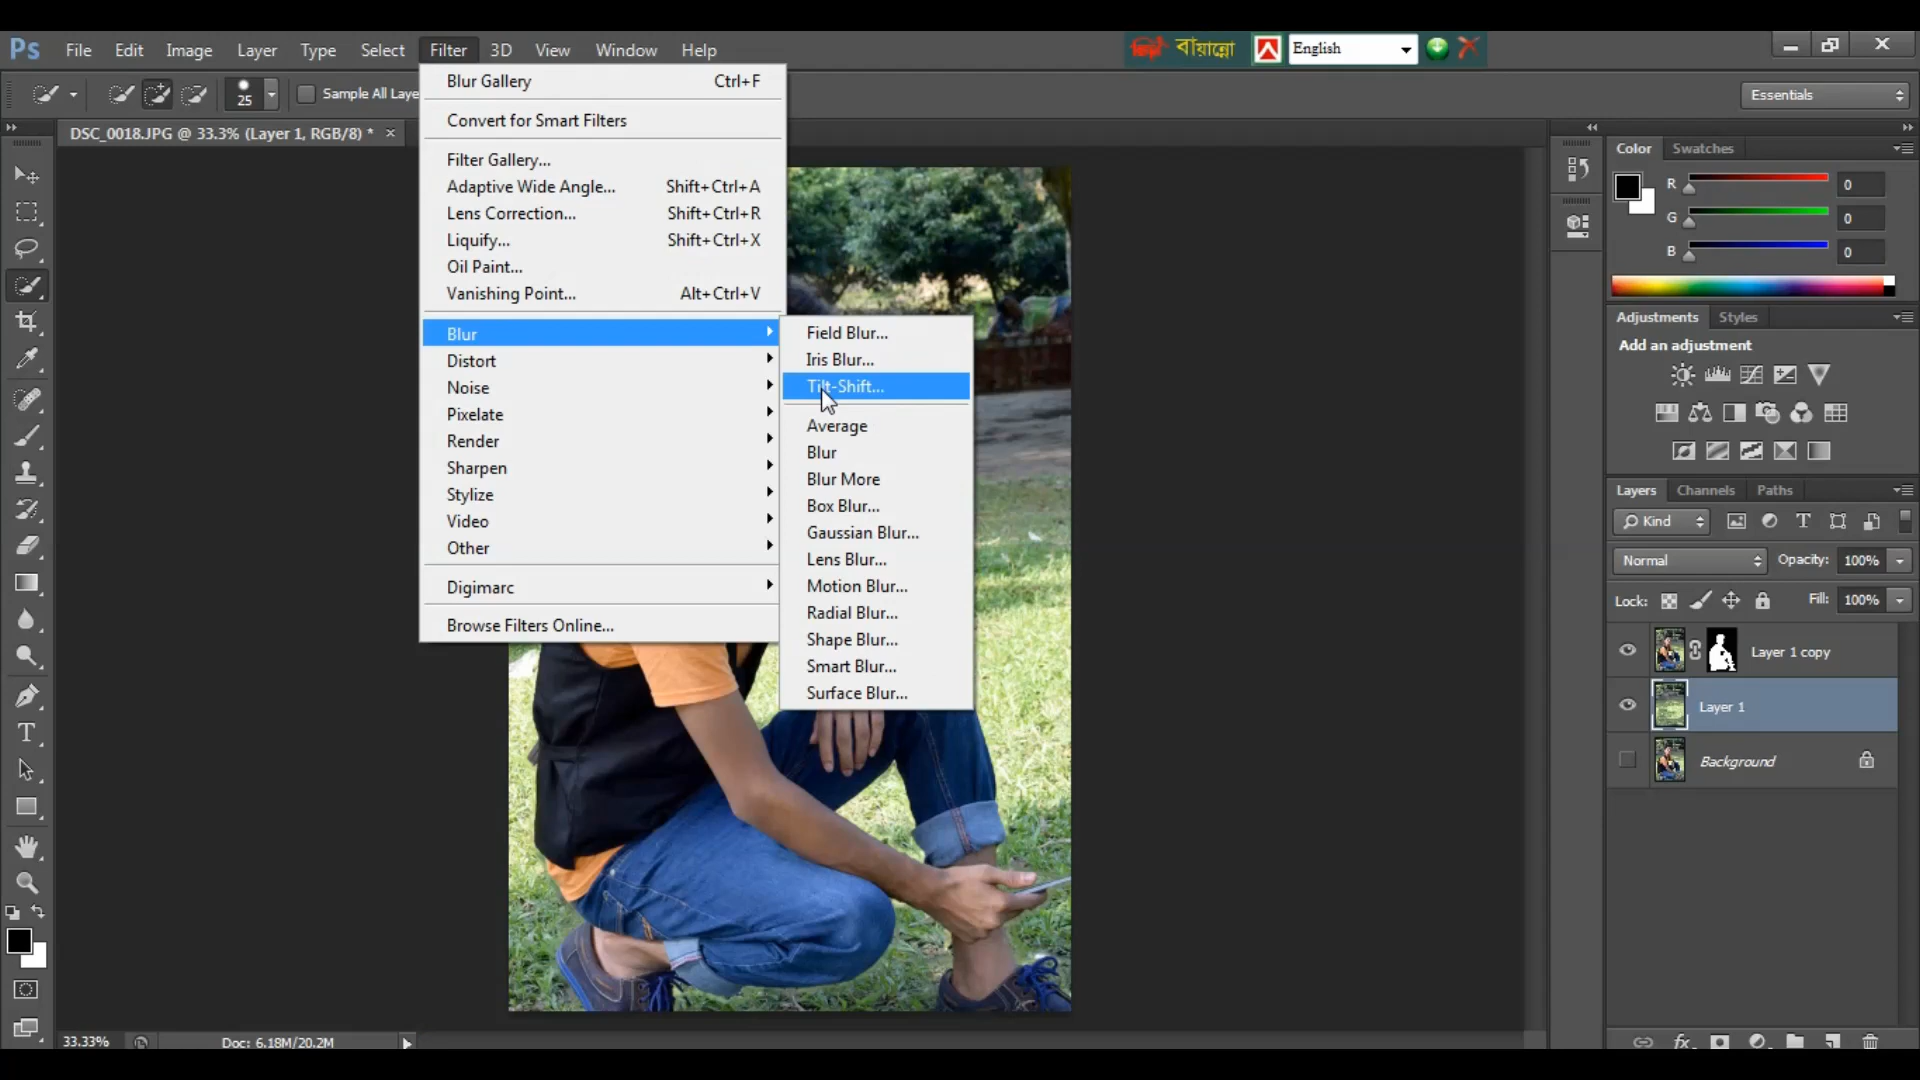 Ps File Edit Image Layer Type Select Filter 3D View Window Help
বায়ান্নো English
25 Sample All Laye
Essentials
DSC_0018.JPG @ 33.3% (Layer 1, RGB/8) * ×
Blur Gallery Ctrl+F
Convert for Smart Filters
Filter Gallery...
Adaptive Wide Angle... Shift+Ctrl+A
Lens Correction... Shift+Ctrl+R
Liquify... Shift+Ctrl+X
Oil Paint...
Vanishing Point... Alt+Ctrl+V
Blur
Distort
Noise
Pixelate
Render
Sharpen
Stylize
Video
Other
Digimarc
Browse Filters Online...
Field Blur...
Iris Blur...
Tilt-Shift...
Average
Blur
Blur More
Box Blur...
Gaussian Blur...
Lens Blur...
Motion Blur...
Radial Blur...
Shape Blur...
Smart Blur...
Surface Blur...
Color Swatches
R 0
G 0
B 0
Adjustments Styles
Add an adjustment
Layers Channels Paths
Kind
Normal Opacity: 100%
Lock: Fill: 100%
Layer 1 copy
Layer 1
Background
33.33% Doc: 6.18M/20.2M